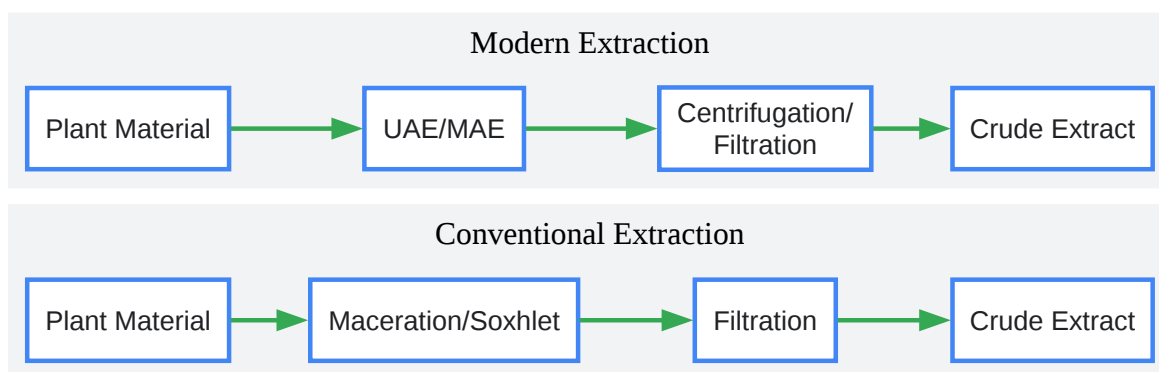 Modern Extraction
Plant Material
UAE/MAE
Centrifugation/
Filtration
Crude Extract
Conventional Extraction
Plant Material
Maceration/Soxhlet
Filtration
Crude Extract